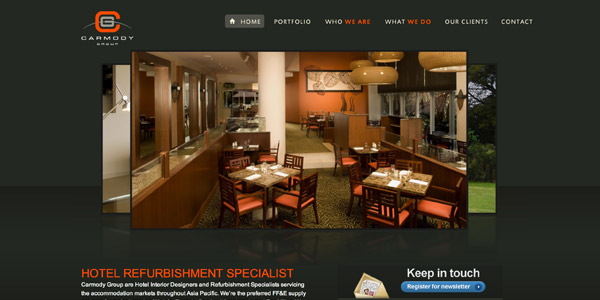 CARMODY
GROUP
HOME PORTFOLIO WHO WE ARE WHAT WE DO OUR CLIENTS CONTACT
HOTEL REFURBISHMENT SPECIALIST
Carmody Group are Hotel Interior Designers and Refurbishment Specialists servicing
the accommodation markets throughout Asia Pacific. We're the preferred FF&E supply
Keep in touch
Register for newsletter